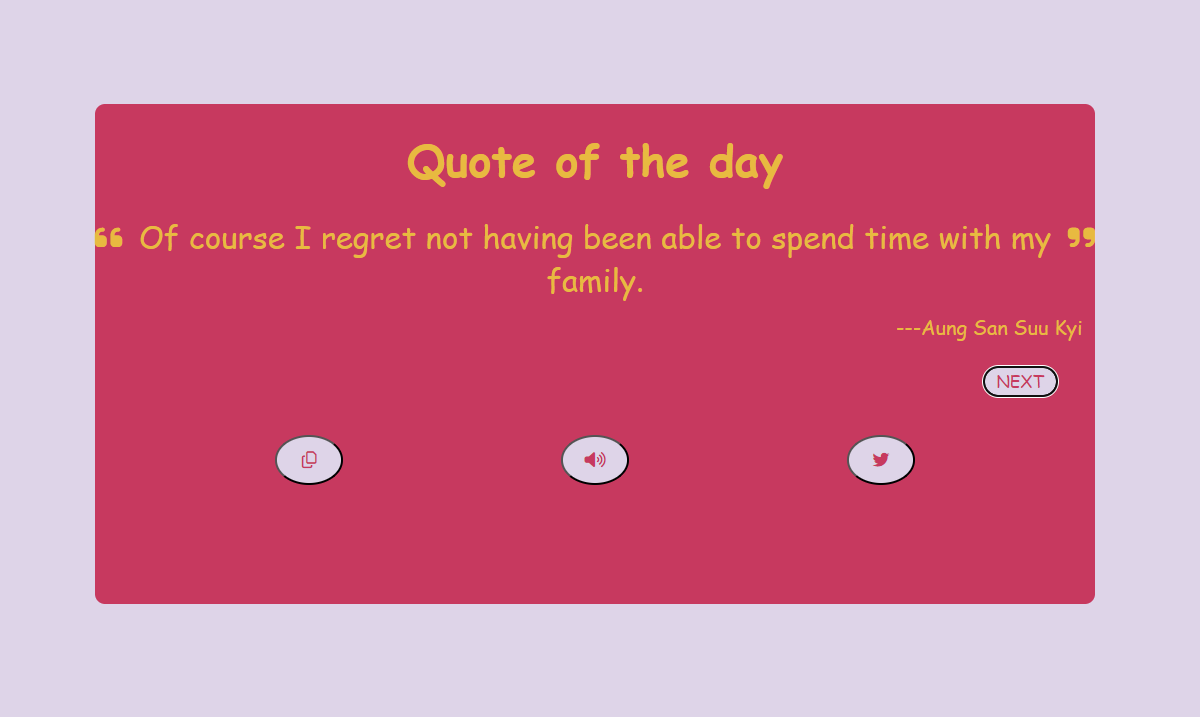 Quote of the day
❝ Of course I regret not having been able to spend time with my ❞
family.
---Aung San Suu Kyi
NEXT